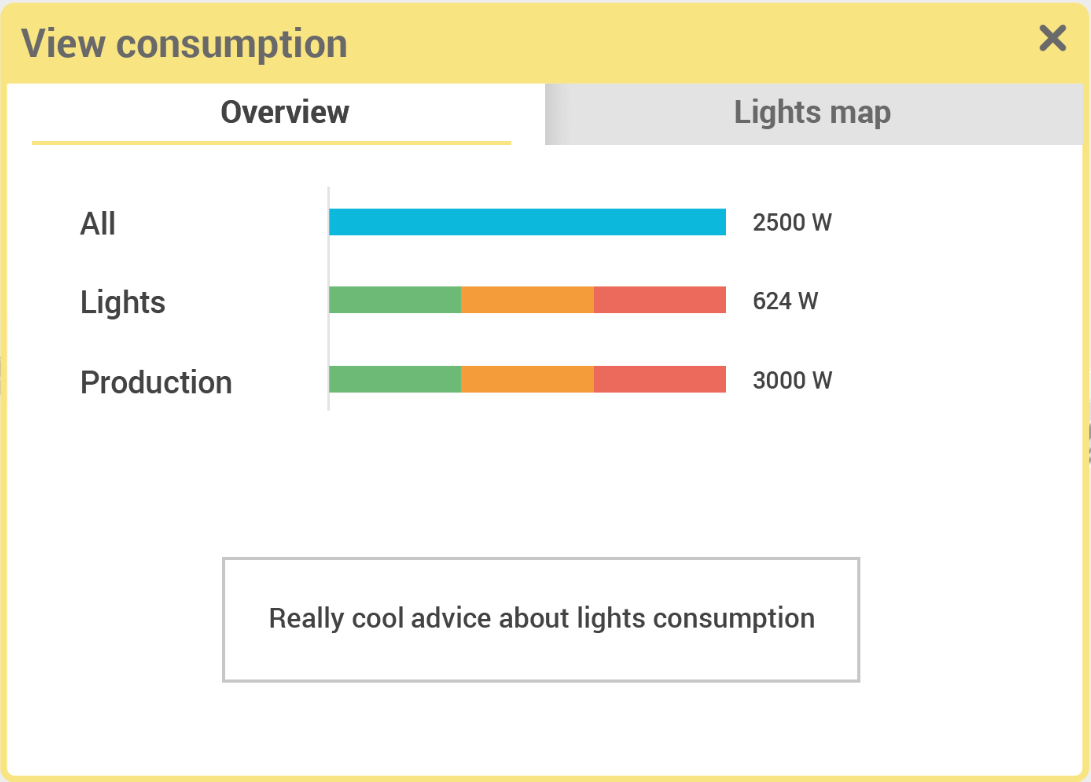 View consumption
Overview
Lights map
All
2500 W
Lights
624 W
Production
3000 W
Really cool advice about lights consumption